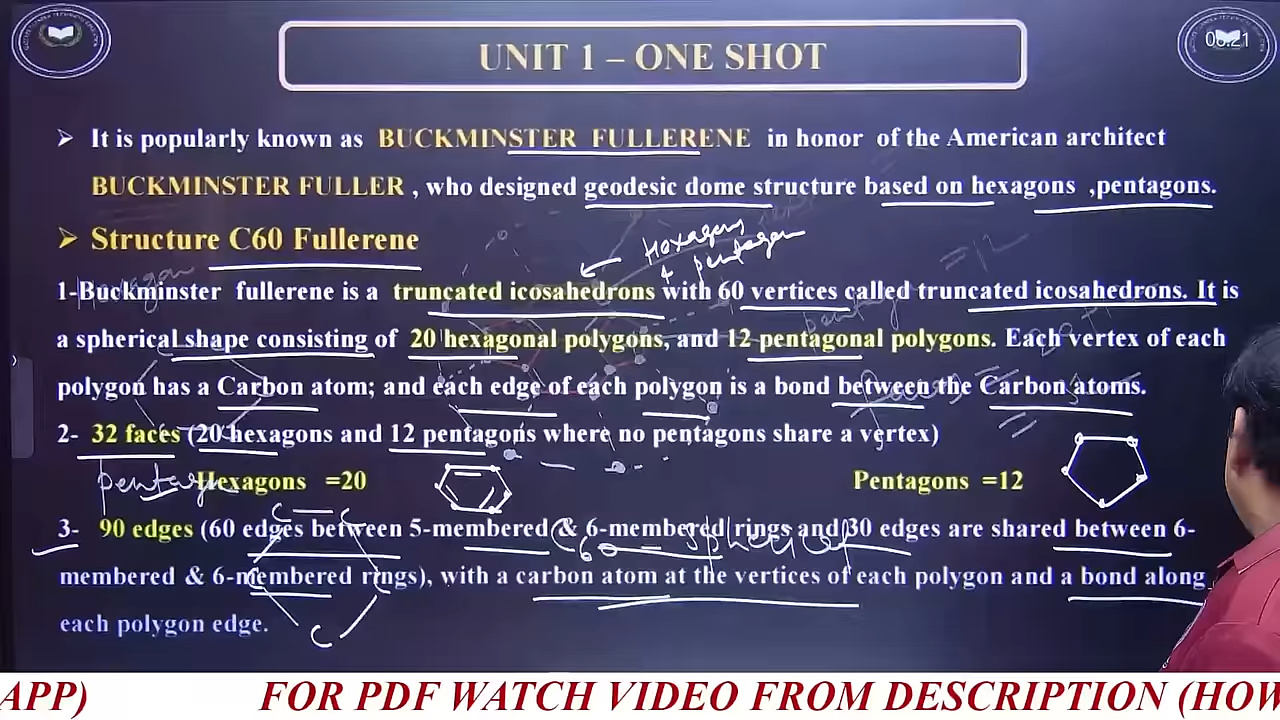 UNIT 1 – ONE SHOT
06:21
➢ It is popularly known as BUCKMINSTER FULLERENE in honor of the American architect
BUCKMINSTER FULLER , who designed geodesic dome structure based on hexagons ,pentagons.
➢ Structure C60 Fullerene
Hexagons
+ pentagon
1-Buckminster fullerene is a truncated icosahedrons with 60 vertices called truncated icosahedrons. It is
a spherical shape consisting of 20 hexagonal polygons, and 12 pentagonal polygons. Each vertex of each
polygon has a Carbon atom; and each edge of each polygon is a bond between the Carbon atoms.
2- 32 faces (20 hexagons and 12 pentagons where no pentagons share a vertex)
Hexagons =20 Pentagons =12
3- 90 edges (60 edges between 5-membered & 6-membered rings and 30 edges are shared between 6-
membered & 6-membered rings), with a carbon atom at the vertices of each polygon and a bond along
each polygon edge.
C
APP) FOR PDF WATCH VIDEO FROM DESCRIPTION (HOW